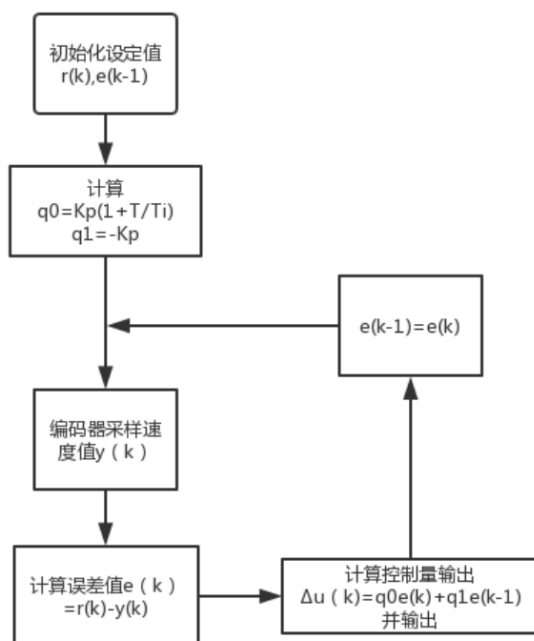 初始化设定值
r(k),e(k-1)
计算
q0=Kp(1+T/Ti)
q1=-Kp
e(k-1)=e(k)
编码器采样速
度值y（k）
计算误差值e（k）
=r(k)-y(k)
计算控制量输出
Δu（k)=q0e(k)+q1e(k-1)
并输出